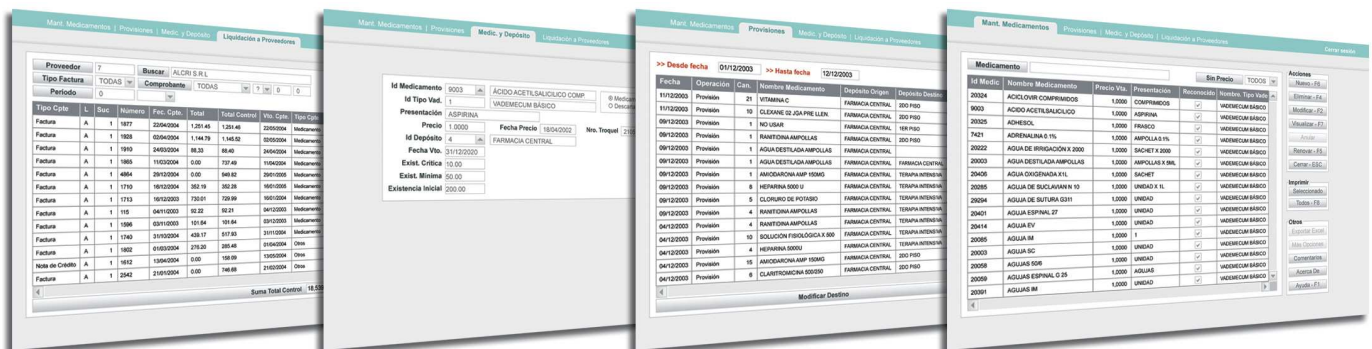 Mant. Medicamentos | Provisiones | Medic. y Depósito | Liquidación a Proveedores
Proveedor 7 Buscar ALCRI S.R.L
Tipo Factura TODAS Comprobante TODAS ? 0 0
Período 0
Tipo Cpte L Suc Número Fec. Cpte. Total Total Control Vto. Cpte. Tipo Cpte
Factura A 1 1877 22/04/2004 1,251.45 1,251.46 22/05/2004 Medicamento
Factura A 1 1928 02/04/2004 1,144.79 1,145.52 02/05/2004 Medicamento
Factura A 1 1910 24/03/2004 88,33 88,40 24/04/2004 Medicamento
Factura A 1 1865 11/03/2004 0.00 737.49 11/04/2004 Medicamento
Factura A 1 4864 29/12/2004 0.00 949.82 29/01/2005 Medicamento
Factura A 1 1710 16/12/2004 352.19 352.28 16/01/2005 Medicamento
Factura A 1 1713 16/12/2003 730.01 729.99 16/01/2004 Medicamento
Factura A 1 115 04/11/2003 92.22 92.21 04/12/2003 Medicamento
Factura A 1 1596 03/11/2003 101.64 101.64 03/12/2003 Medicamento
Factura A 1 1740 31/10/2004 439.17 517.93 31/11/2004 Medicamento
Factura A 1 1802 01/03/2004 270.20 285.48 01/04/2004 Otros
Nota de Crédito A 1 1612 13/04/2004 0.00 158.09 13/05/2004 Otros
Factura A 1 2542 21/01/2004 0.00 746.65 21/02/2004 Otros
Suma Total Control
Mant. Medicamentos | Provisiones | Medic. y Depósito | Liquidación a Proveedores
Id Medicamento 9003 ÁCIDO ACETILSALICILICO COMP.
Id Tipo Vad. 1 VADEMECUM BÁSICO
Presentación ASPIRINA
Precio 1.0000 Fecha Precio 18/04/2002 Nro. Troquel
Id Depósito 4 FARMACIA CENTRAL
Fecha Vto. 31/12/2020
Exist. Crítica 10.00
Exist. Mínima 50.00
Existencia Inicial 200.00
Mant. Medicamentos Provisiones Medic. y Depósito | Liquidación a Proveedores
>> Desde fecha 01/12/2003 >> Hasta fecha 12/12/2003
Fecha Operación Can. Nombre Medicamento Depósito Origen Depósito Destino
11/12/2003 Provisión 21 VITAMINA C FARMACIA CENTRAL 2DO PISO
11/12/2003 Provisión 10 CLEXANE 02 JGA PRE LLEN. FARMACIA CENTRAL 2DO PISO
09/12/2003 Provisión 1 NO USAR FARMACIA CENTRAL 1ER PISO
09/12/2003 Provisión 1 RANITIDINA AMPOLLAS FARMACIA CENTRAL 2DO PISO
09/12/2003 Provisión 1 AGUA DESTILADA AMPOLLAS FARMACIA CENTRAL 2DO PISO
09/12/2003 Provisión 1 AGUA DESTILADA AMPOLLAS FARMACIA CENTRAL FARMACIA CENTRAL
09/12/2003 Provisión 1 AMIODARONA AMP 150MG FARMACIA CENTRAL TERAPIA INTENSIVA
09/12/2003 Provisión 8 HEPARINA 5000 U FARMACIA CENTRAL TERAPIA INTENSIVA
09/12/2003 Provisión 5 CLORURO DE POTASIO FARMACIA CENTRAL TERAPIA INTENSIVA
09/12/2003 Provisión 4 RANITIDINA AMPOLLAS FARMACIA CENTRAL TERAPIA INTENSIVA
04/12/2003 Provisión 4 RANITIDINA AMPOLLAS FARMACIA CENTRAL TERAPIA INTENSIVA
04/12/2003 Provisión 10 SOLUCIÓN FISIOLÓGICA X 500 FARMACIA CENTRAL TERAPIA INTENSIVA
04/12/2003 Provisión 4 HEPARINA 5000U FARMACIA CENTRAL 2DO PISO
04/12/2003 Provisión 15 AMIODARONA AMP 150MG FARMACIA CENTRAL 2DO PISO
04/12/2003 Provisión 6 CLARITROMICINA 500/250 FARMACIA CENTRAL 2DO PISO
Modificar Destino
Mant. Medicamentos Provisiones | Medic. y Depósito | Liquidación a Proveedores Cerrar sesión
Medicamento Sin Precio TODOS
Id Medic Nombre Medicamento Precio Vta. Presentación Reconocido Nombre. Tipo Vade
20324 ACICLOVIR COMPRIMIDOS 1,0000 COMPRIMIDOS VADEMECUM BÁSICO
9003 ACIDO ACETILSALICILICO 1,0000 ASPIRINA VADEMECUM BÁSICO
20325 ADHESOL 1,0000 FRASCO VADEMECUM BÁSICO
7421 ADRENALINA 0.1% 1,0000 AMPOLLA 0.1% VADEMECUM BÁSICO
20222 AGUA DE IRRIGACIÓN X 2000 1,0000 SACHET X 2000 VADEMECUM BÁSICO
20003 AGUA DESTILADA AMPOLLAS 1,0000 AMPOLLAS X 5ML VADEMECUM BÁSICO
20406 AGUA OXIGENADA X1L 1,0000 SACHET VADEMECUM BÁSICO
20285 AGUJA DE SUCLAVIAN N 10 1,0000 UNIDAD X 1L VADEMECUM BÁSICO
29294 AGUJA DE SUTURA G311 1,0000 UNIDAD VADEMECUM BÁSICO
20401 AGUJA ESPINAL 27 1,0000 UNIDAD VADEMECUM BÁSICO
20414 AGUJA EV 1,0000 UNIDAD VADEMECUM BÁSICO
20085 AGUJA IM 1,0000 1 VADEMECUM BÁSICO
20003 AGUJA SC 1,0000 UNIDAD VADEMECUM BÁSICO
20058 AGUJAS 50/8 1,0000 UNIDAD VADEMECUM BÁSICO
20059 AGUJAS ESPINAL G 25 1,0000 AGUJAS VADEMECUM BÁSICO
20391 AGUJAS IM 1,0000 UNIDAD VADEMECUM BÁSICO
Acciones
Nuevo - F6
Eliminar - F4
Modificar - F2
Visualizar - F7
Anular
Renovar - F5
Cerrar - ESC
Imprimir
Seleccionado
Todos - F8
Otros
Exportar Excel
Más Opciones
Comentarios
Acerca De
Ayuda - F1